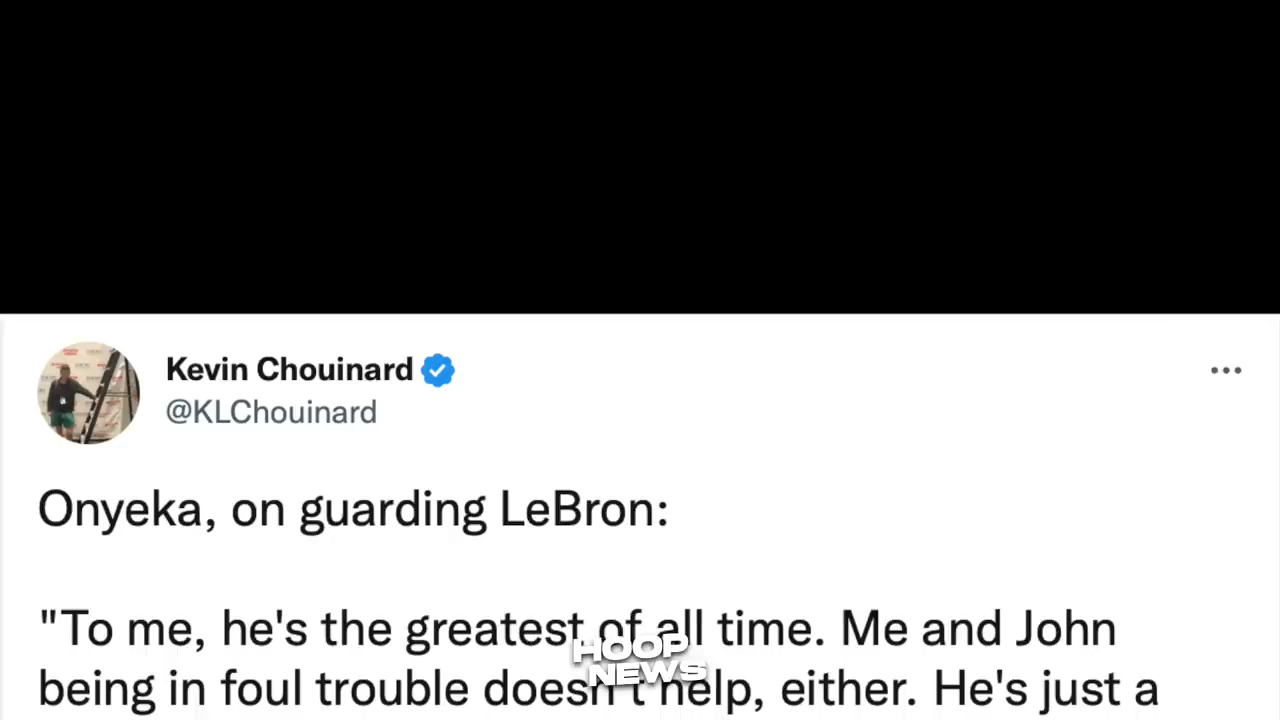 Kevin Chouinard
@KLChouinard
Onyeka, on guarding LeBron:
"To me, he's the greatest of all time. Me and John
being in foul trouble doesn't help, either. He's just a
HOOP
NEWS